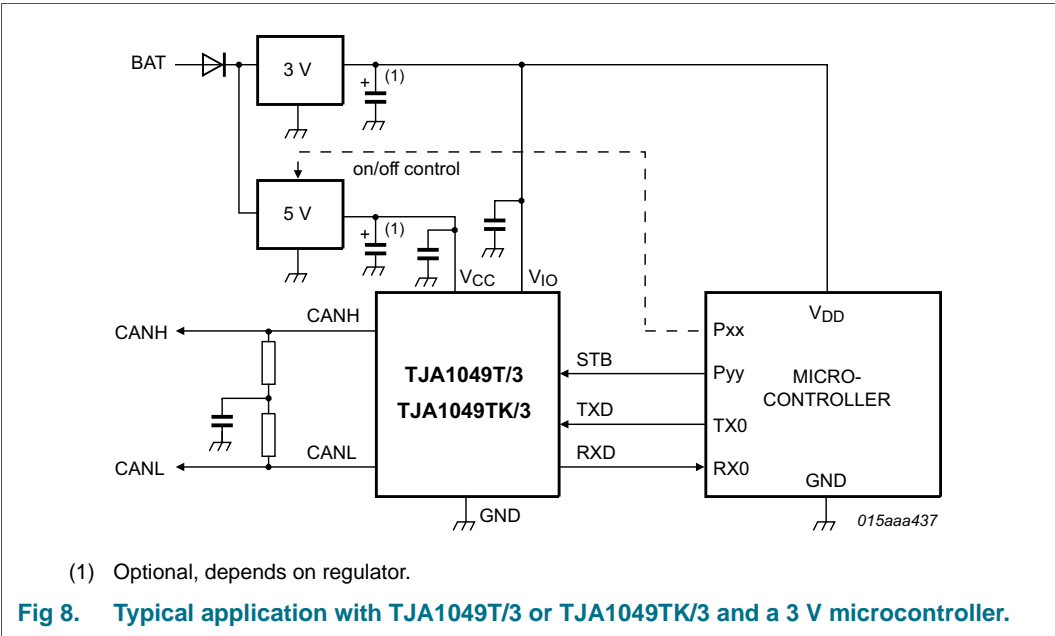 BAT
3 V
(1)
on/off control
5 V
(1)
VCC
VIO
CANH
CANH
TJA1049T/3
TJA1049TK/3
CANL
CANL
GND
STB
TXD
RXD
Pxx
Pyy
TX0
RX0
VDD
MICRO-
CONTROLLER
GND
015aaa437
(1) Optional, depends on regulator.
Fig 8. Typical application with TJA1049T/3 or TJA1049TK/3 and a 3 V microcontroller.